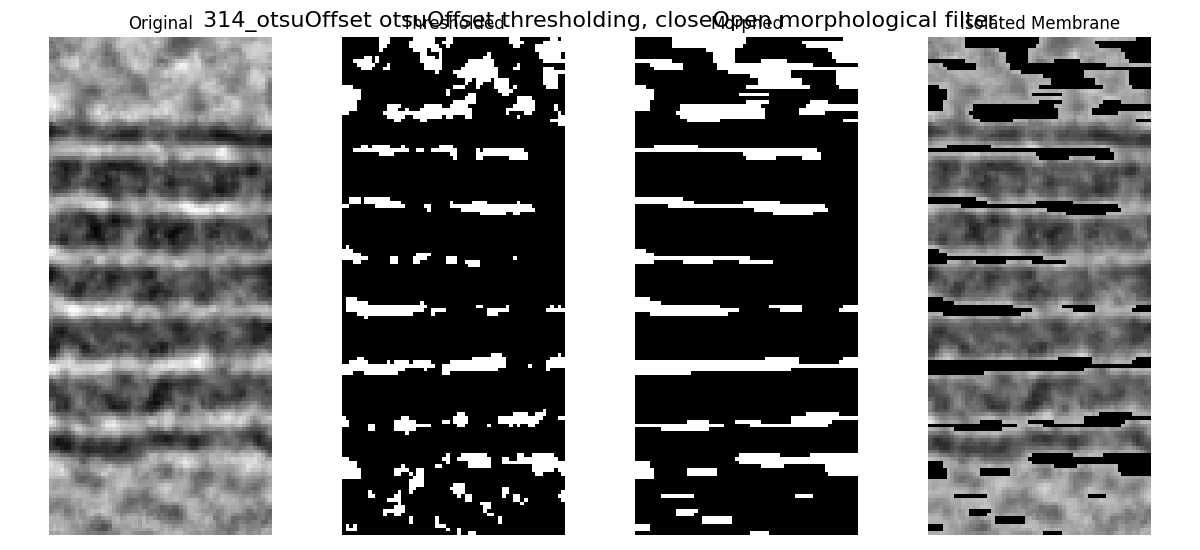 314_otsuOffset otsuOffset thresholding, closeOpen morphological filter
Original
Thresholded
Morphed
Isolated Membrane